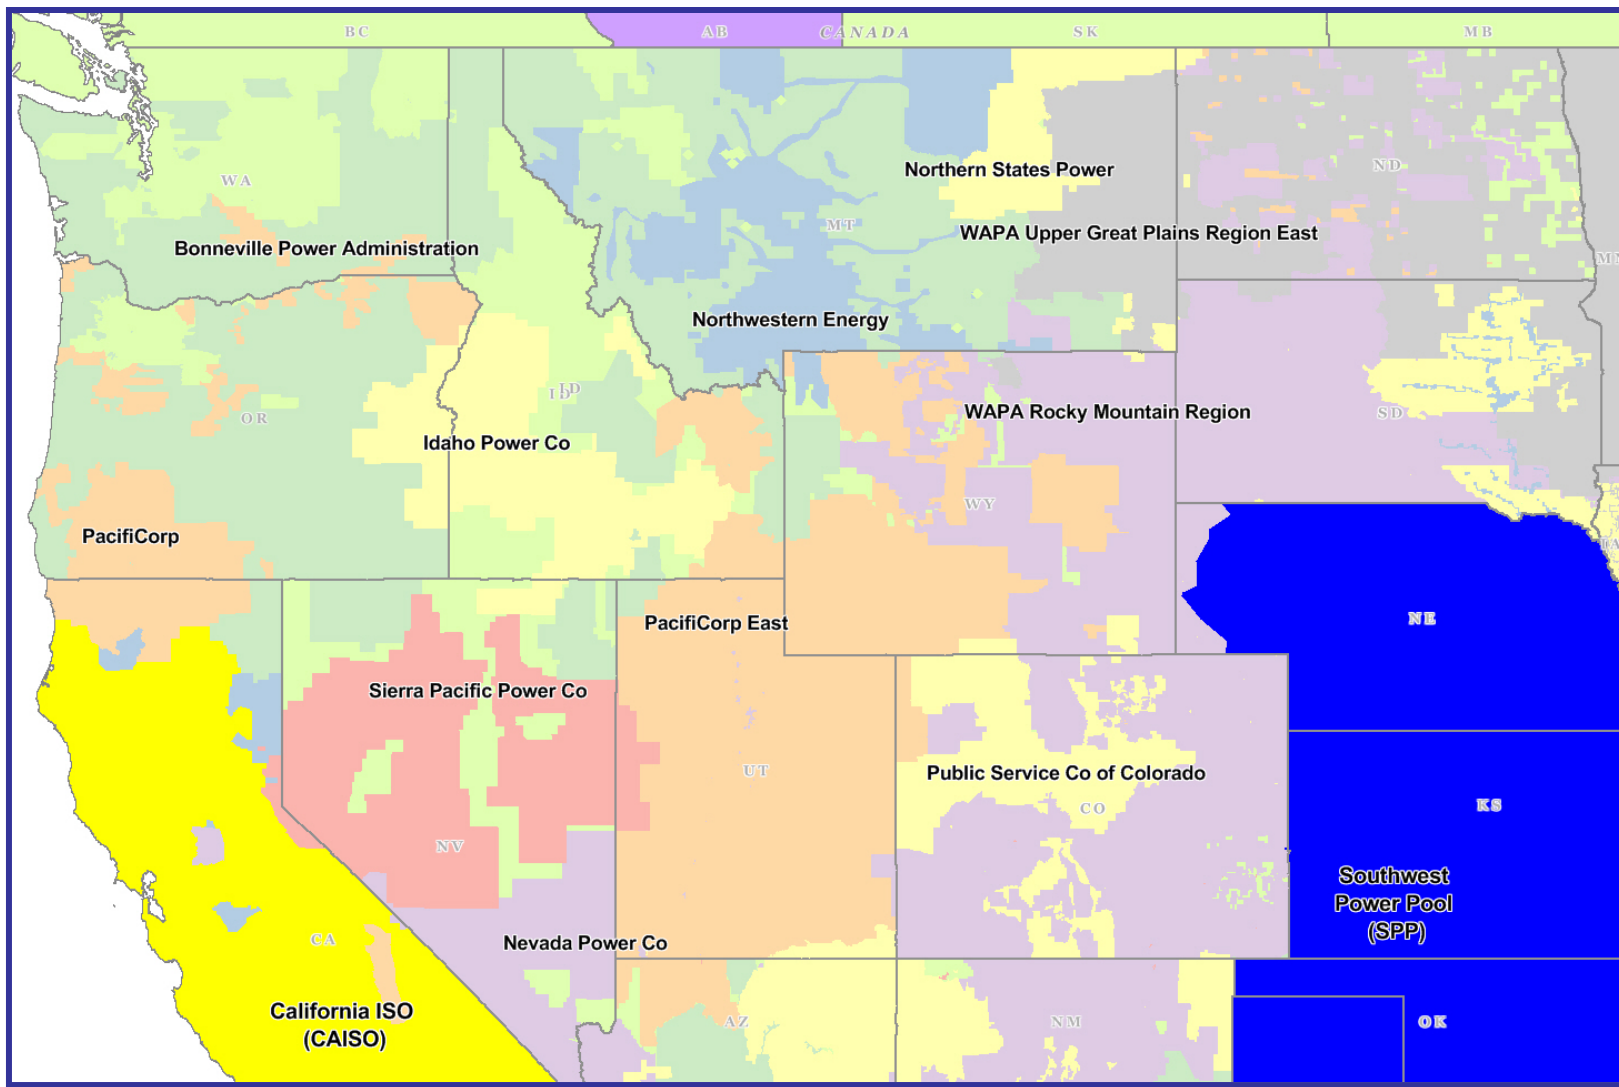 BC
AB
CANADA
SK
MB
WA
Northern States Power
ND
MT
Bonneville Power Administration
WAPA Upper Great Plains Region East
Northwestern Energy
ID
ID
OR
WAPA Rocky Mountain Region
SD
Idaho Power Co
WY
PacifiCorp
PacifiCorp East
NE
Sierra Pacific Power Co
UT
Public Service Co of Colorado
CO
KS
NV
Southwest
Power Pool
(SPP)
CA
Nevada Power Co
California ISO
(CAISO)
AZ
NM
OK